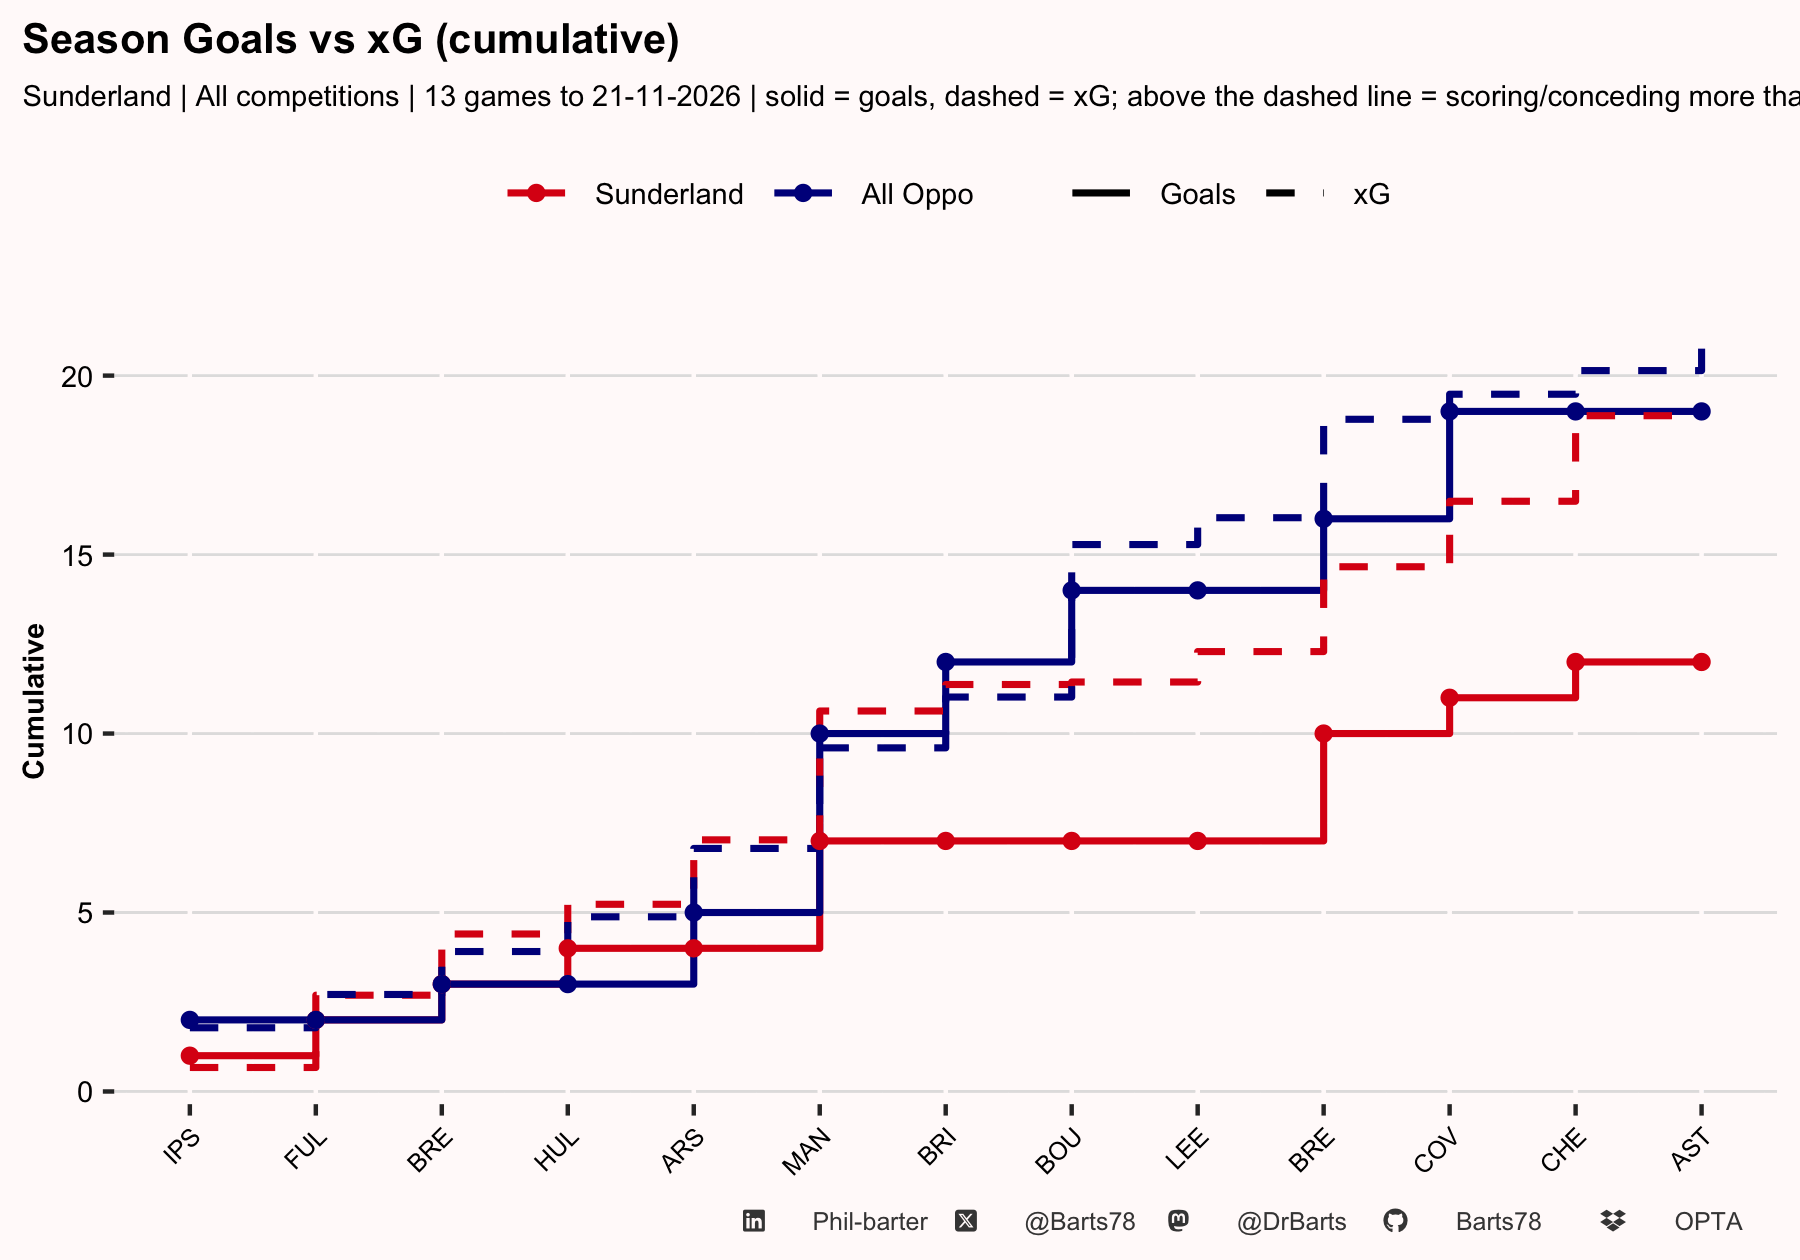 Season Goals vs xG (cumulative)
Sunderland | All competitions | 13 games to 21-11-2026 | solid = goals, dashed = xG; above the dashed line = scoring/conceding more tha
Sunderland All Oppo Goals xG
Cumulative
20
15
10
5
0
IPS FUL BRE HUL ARS MAN BRI BOU LEE BRE COV CHE AST
Phil-barter @Barts78 @DrBarts Barts78 OPTA